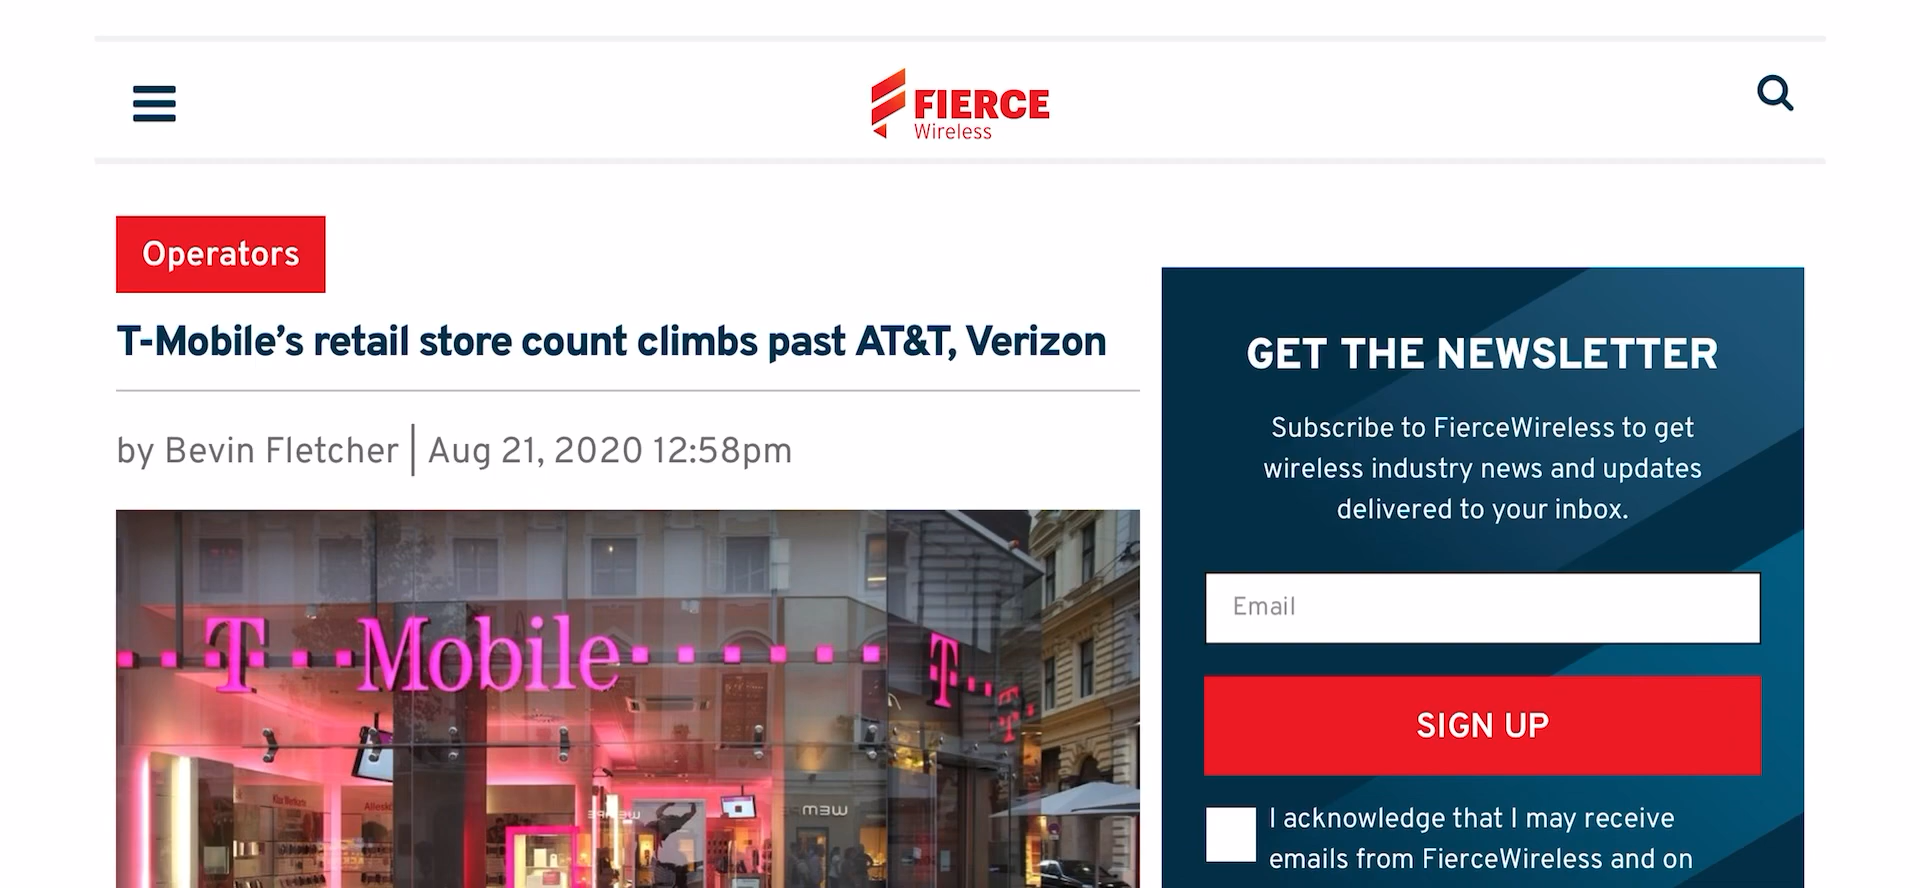 FIERCE
Wireless
Operators
T-Mobile’s retail store count climbs past AT&T, Verizon
by Bevin Fletcher | Aug 21, 2020 12:58pm
T Mobile
T
T
GET THE NEWSLETTER
Subscribe to FierceWireless to get
wireless industry news and updates
delivered to your inbox.
Email
SIGN UP
I acknowledge that I may receive
emails from FierceWireless and on